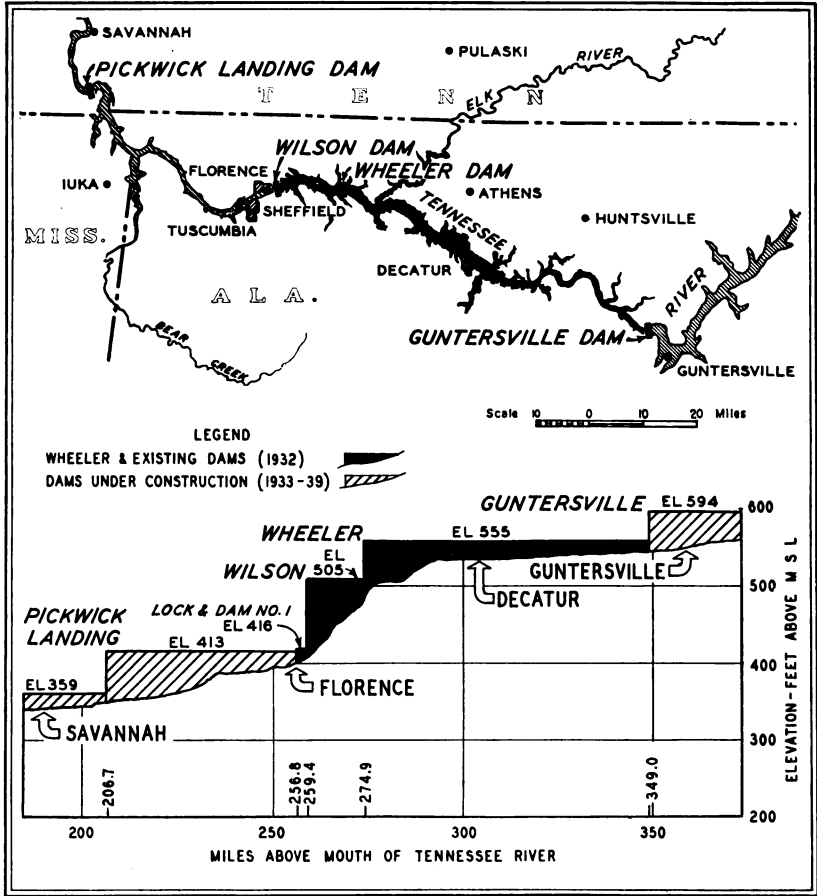 SAVANNAH
PULASKI
RIVER
PICKWICK LANDING DAM
TENN
ELK
WILSON DAM
FLORENCE
WHEELER DAM
IUKA
ATHENS
SHEFFIELD
TENNESSEE
HUNTSVILLE
TUSCUMBIA
MISS.
DECATUR
RIVER
ALA.
GUNTERSVILLE DAM
BEAR
CREEK
GUNTERSVILLE
Scale 10 0 10 20 Miles
LEGEND
WHEELER & EXISTING DAMS (1932)
DAMS UNDER CONSTRUCTION (1933-39)
GUNTERSVILLE
EL 594
600
WHEELER
EL 555
EL
505
WILSON
GUNTERSVILLE
500
DECATUR
PICKWICK
LANDING
LOCK & DAM NO. 1
EL 416
EL 413
400
EL 359
FLORENCE
SAVANNAH
300
ELEVATION-FEET ABOVE MSL
206.7
256.8
259.4
274.9
349.0
200
200
250
300
350
MILES ABOVE MOUTH OF TENNESSEE RIVER